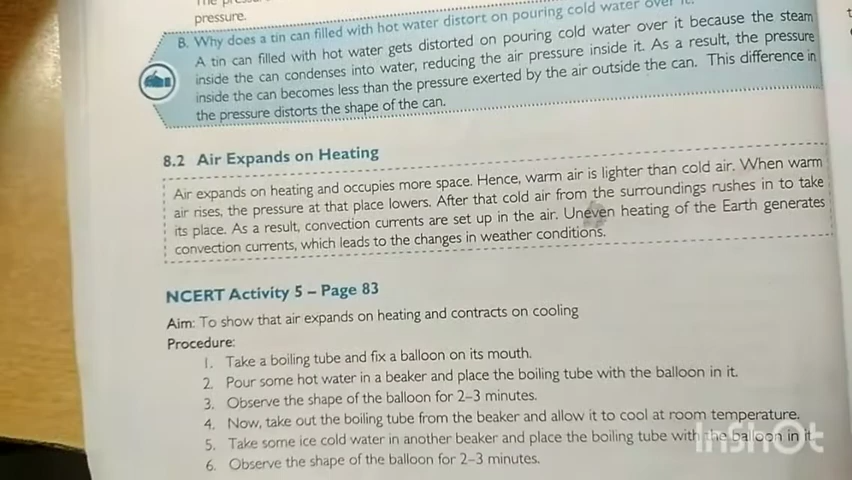 pressure.
B. Why does a tin can filled with hot water distort on pouring cold water over it?
A tin can filled with hot water gets distorted on pouring cold water over it because the steam
inside the can condenses into water, reducing the air pressure inside it. As a result, the pressure
inside the can becomes less than the pressure exerted by the air outside the can. This difference in
the pressure distorts the shape of the can.
8.2 Air Expands on Heating
Air expands on heating and occupies more space. Hence, warm air is lighter than cold air. When warm
air rises, the pressure at that place lowers. After that cold air from the surroundings rushes in to take
its place. As a result, convection currents are set up in the air. Uneven heating of the Earth generates
convection currents, which leads to the changes in weather conditions.
NCERT Activity 5 – Page 83
Aim: To show that air expands on heating and contracts on cooling
Procedure:
1. Take a boiling tube and fix a balloon on its mouth.
2. Pour some hot water in a beaker and place the boiling tube with the balloon in it.
3. Observe the shape of the balloon for 2–3 minutes.
4. Now, take out the boiling tube from the beaker and allow it to cool at room temperature.
5. Take some ice cold water in another beaker and place the boiling tube with the balloon in it.
6. Observe the shape of the balloon for 2–3 minutes.
InShOt